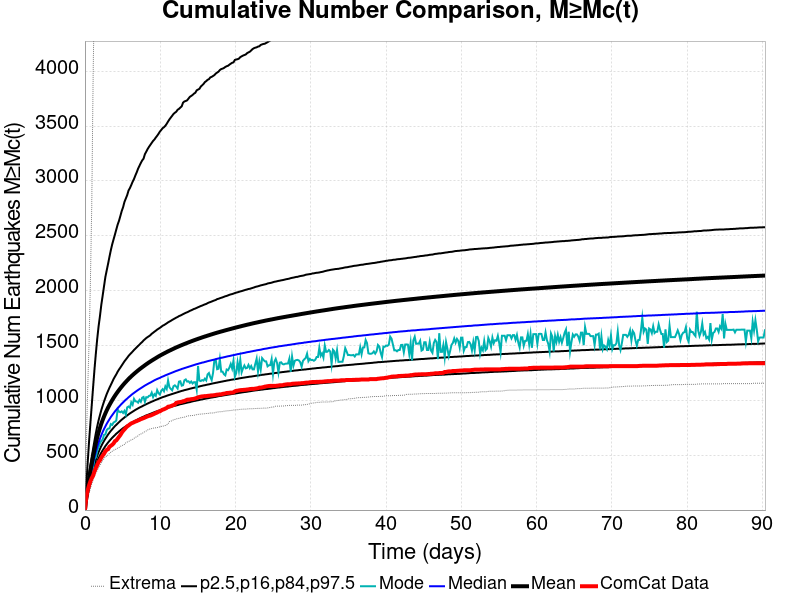 Cumulative Number Comparison, M≥Mc(t)
Cumulative Num Earthquakes M≥Mc(t)
4000
3500
3000
2500
2000
1500
1000
500
0
0 10 20 30 40 50 60 70 80 90
Time (days)
Extrema p2.5,p16,p84,p97.5 Mode Median Mean ComCat Data